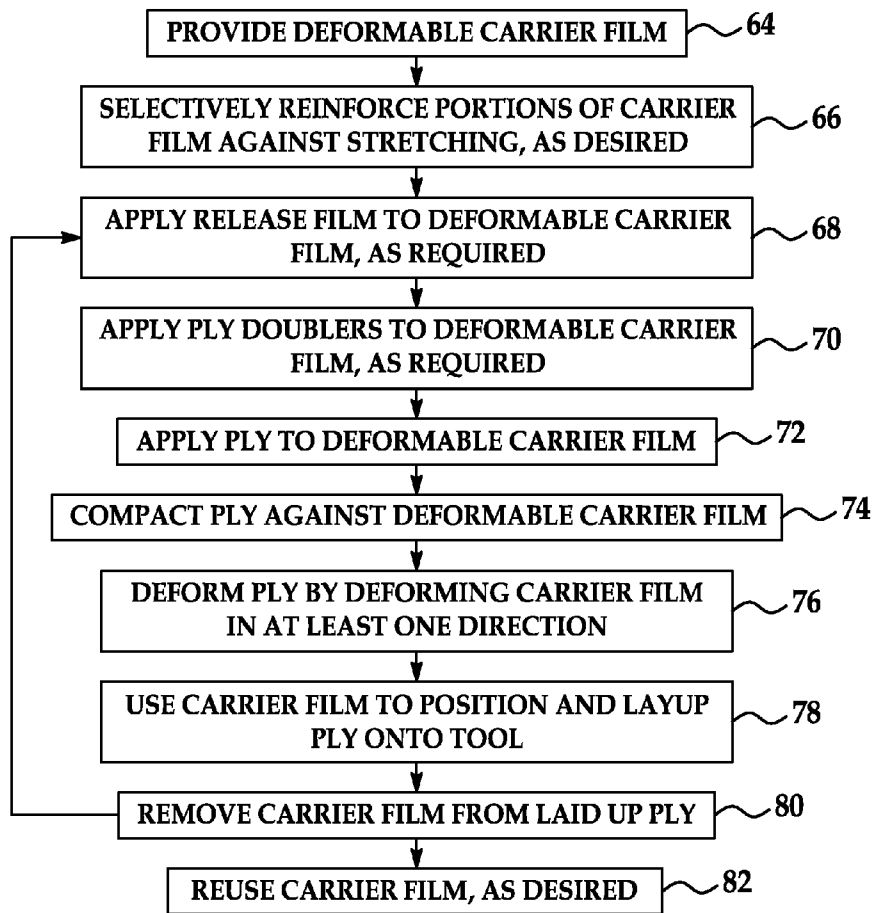 PROVIDE DEFORMABLE CARRIER FILM
64
SELECTIVELY REINFORCE PORTIONS OF CARRIER
FILM AGAINST STRETCHING, AS DESIRED
66
APPLY RELEASE FILM TO DEFORMABLE CARRIER
FILM, AS REQUIRED
68
APPLY PLY DOUBLERS TO DEFORMABLE CARRIER
FILM, AS REQUIRED
70
APPLY PLY TO DEFORMABLE CARRIER FILM
72
COMPACT PLY AGAINST DEFORMABLE CARRIER FILM
74
DEFORM PLY BY DEFORMING CARRIER FILM
IN AT LEAST ONE DIRECTION
76
USE CARRIER FILM TO POSITION AND LAYUP
PLY ONTO TOOL
78
REMOVE CARRIER FILM FROM LAID UP PLY
80
REUSE CARRIER FILM, AS DESIRED
82